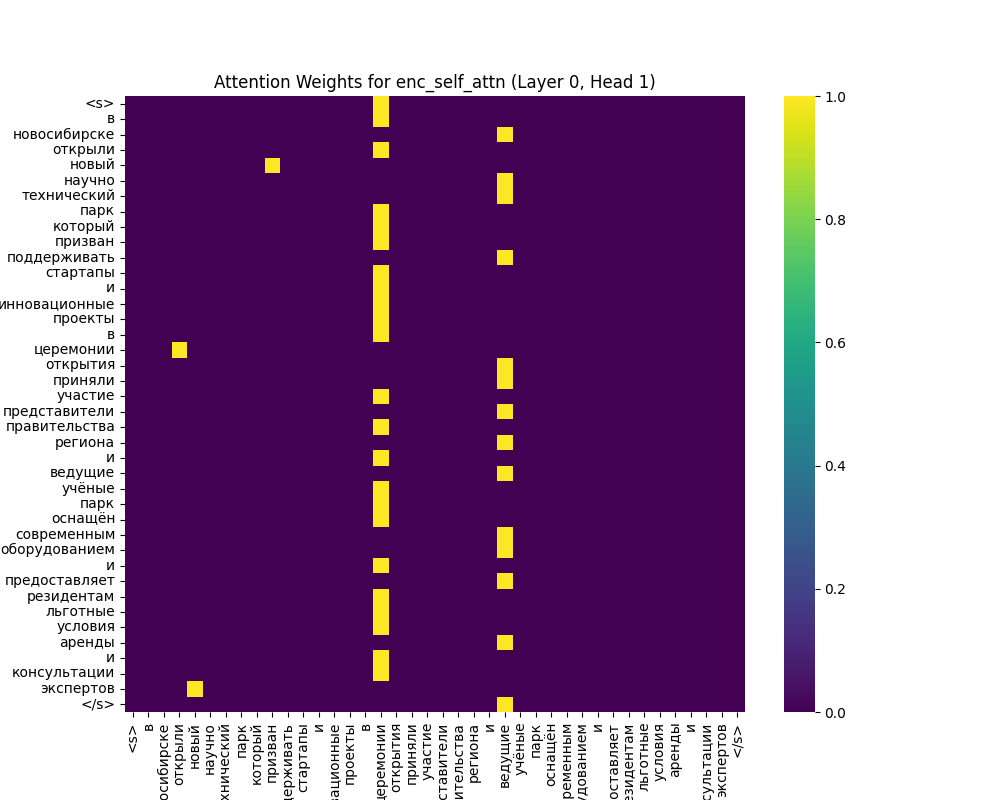 Attention Weights for enc_self_attn (Layer 0, Head 1)
<s>
в
новосибирске
открыли
новый
научно
технический
парк
который
призван
поддерживать
стартапы
и
инновационные
проекты
в
церемонии
открытия
приняли
участие
представители
правительства
региона
и
ведущие
учёные
парк
оснащён
современным
оборудованием
и
предоставляет
резидентам
льготные
условия
аренды
и
консультации
экспертов
</s>
1.0
0.8
0.6
0.4
0.2
0.0
<s>
в
осибирске
открыли
новый
научно
хнический
парк
который
призван
держивать
стартапы
и
зационные
проекты
в
церемонии
открытия
приняли
участие
ставители
ительства
региона
и
ведущие
учёные
парк
оснащён
ременным
удованием
и
оставляет
езидентам
льготные
условия
аренды
и
сультации
экспертов
</s>